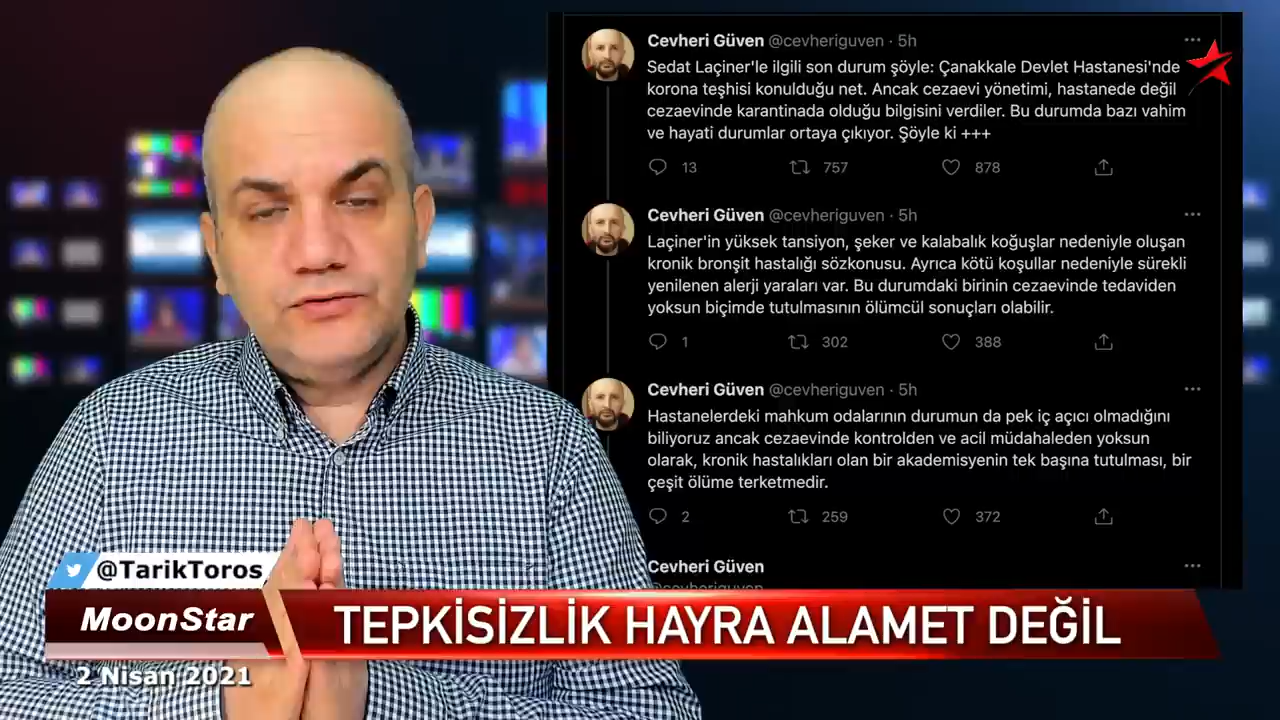 Cevheri Güven @cevheriguven · 5h
Sedat Laçiner'le ilgili son durum şöyle: Çanakkale Devlet Hastanesi'nde
korona teşhisi konulduğu net. Ancak cezaevi yönetimi, hastanede değil
cezaevinde karantinada olduğu bilgisini verdiler. Bu durumda bazı vahim
ve hayati durumlar ortaya çıkıyor. Şöyle ki +++
13 757 878
Cevheri Güven @cevheriguven · 5h
Laçiner'in yüksek tansiyon, şeker ve kalabalık koğuşlar nedeniyle oluşan
kronik bronşit hastalığı sözkonusu. Ayrıca kötü koşullar nedeniyle sürekli
yenilenen alerji yaraları var. Bu durumdaki birinin cezaevinde tedaviden
yoksun biçimde tutulmasının ölümcül sonuçları olabilir.
1 302 388
Cevheri Güven @cevheriguven · 5h
Hastanelerdeki mahkum odalarının durumun da pek iç açıcı olmadığını
biliyoruz ancak cezaevinde kontrolden ve acil müdahaleden yoksun
olarak, kronik hastalıkları olan bir akademisyenin tek başına tutulması, bir
çeşit ölüme terketmedir.
2 259 372
Cevheri Güven
@cevheriguven
@TarikToros
MoonStar
TEPKİSİZLİK HAYRA ALAMET DEĞİL
2 Nisan 2021